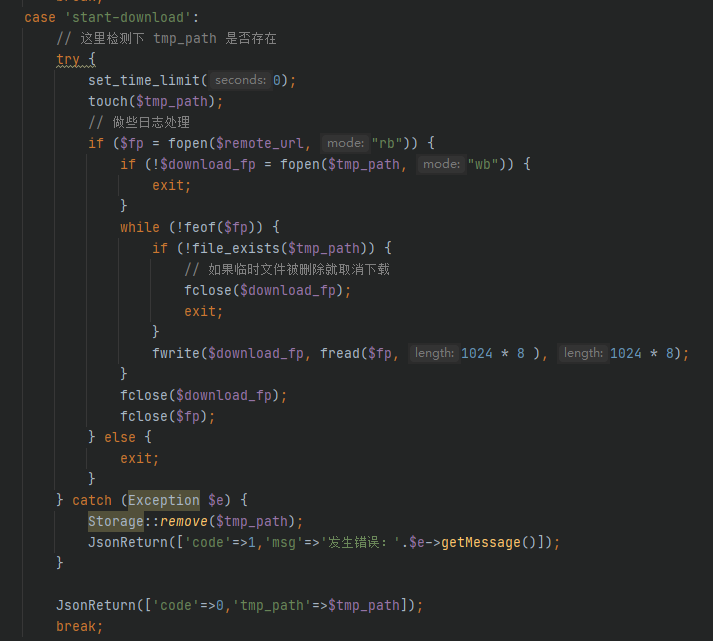 case 'start-download':
// 这里检测下 tmp_path 是否存在
try {
set_time_limit( seconds: 0);
touch($tmp_path);
// 做些日志处理
if ($fp = fopen($remote_url, mode: "rb")) {
if (!$download_fp = fopen($tmp_path, mode: "wb")) {
exit;
}
while (!feof($fp)) {
if (!file_exists($tmp_path)) {
// 如果临时文件被删除就取消下载
fclose($download_fp);
exit;
}
fwrite($download_fp, fread($fp, length: 1024 * 8 ), length: 1024 * 8);
}
fclose($download_fp);
fclose($fp);
} else {
exit;
}
} catch (Exception $e) {
Storage::remove($tmp_path);
JsonReturn(['code'=>1,'msg'=>'发生错误：'.$e->getMessage()]);
}
JsonReturn(['code'=>0,'tmp_path'=>$tmp_path]);
break;